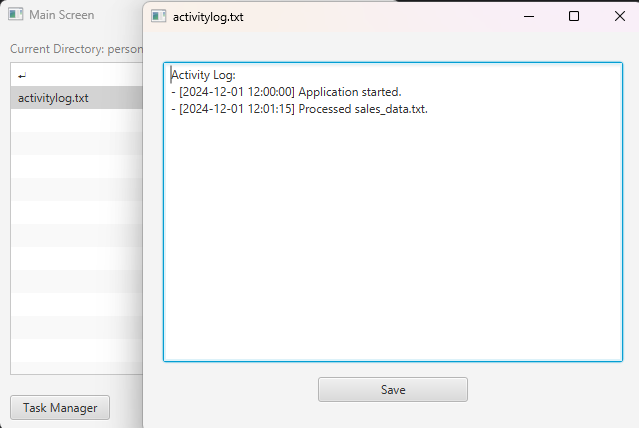 Main Screen
Current Directory: person
↵
activitylog.txt
Task Manager
activitylog.txt
Activity Log:
- [2024-12-01 12:00:00] Application started.
- [2024-12-01 12:01:15] Processed sales_data.txt.
Save